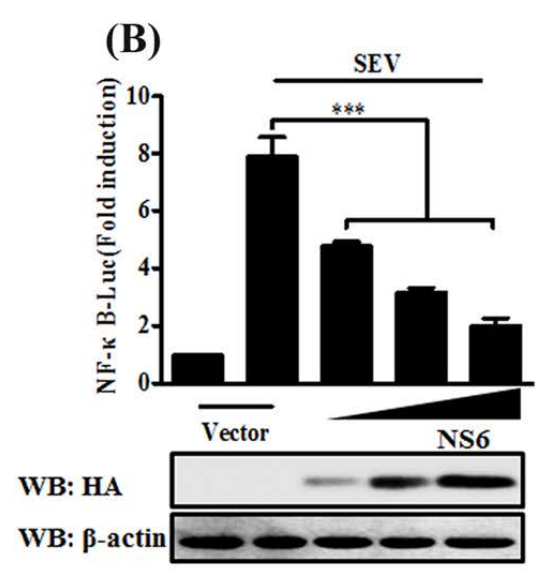 (B)
SEV
***
NF-κ B-Luc(Fold induction)
10
8
6
4
2
0
Vector
NS6
WB: HA
WB: β-actin